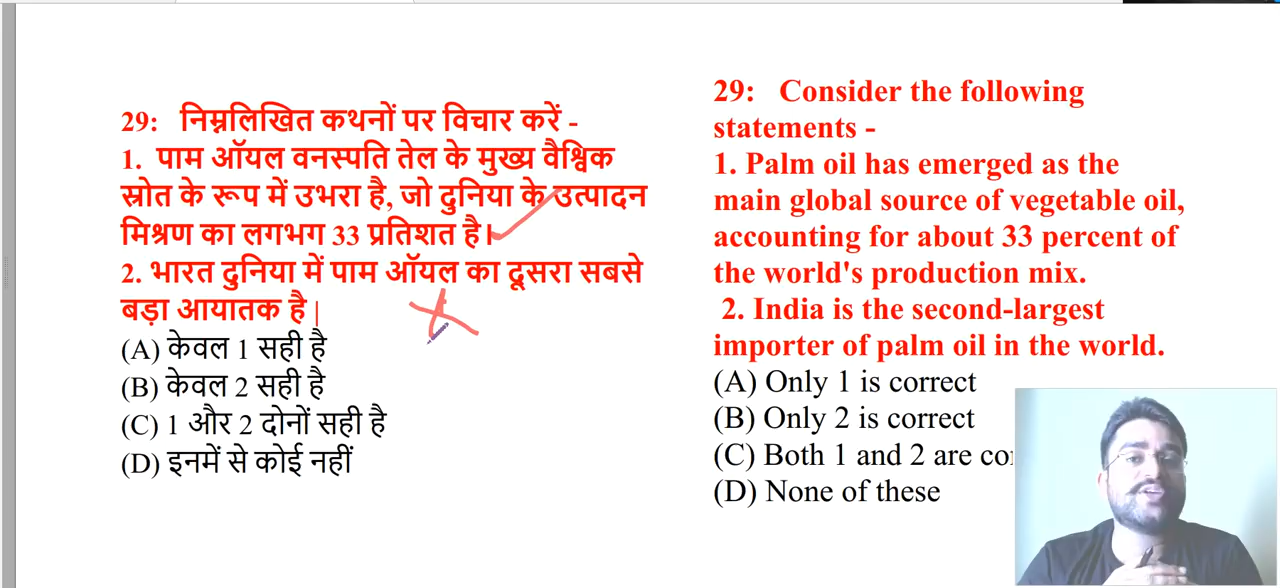 29: निम्नलिखित कथनों पर विचार करें -
1. पाम ऑयल वनस्पति तेल के मुख्य वैश्विक
स्रोत के रूप में उभरा है, जो दुनिया के उत्पादन
मिश्रण का लगभग 33 प्रतिशत है।
2. भारत दुनिया में पाम ऑयल का दूसरा सबसे
बड़ा आयातक है|
(A) केवल 1 सही है
(B) केवल 2 सही है
(C) 1 और 2 दोनों सही है
(D) इनमें से कोई नहीं
29: Consider the following
statements -
1. Palm oil has emerged as the
main global source of vegetable oil,
accounting for about 33 percent of
the world's production mix.
2. India is the second-largest
importer of palm oil in the world.
(A) Only 1 is correct
(B) Only 2 is correct
(C) Both 1 and 2 are
(D) None of these